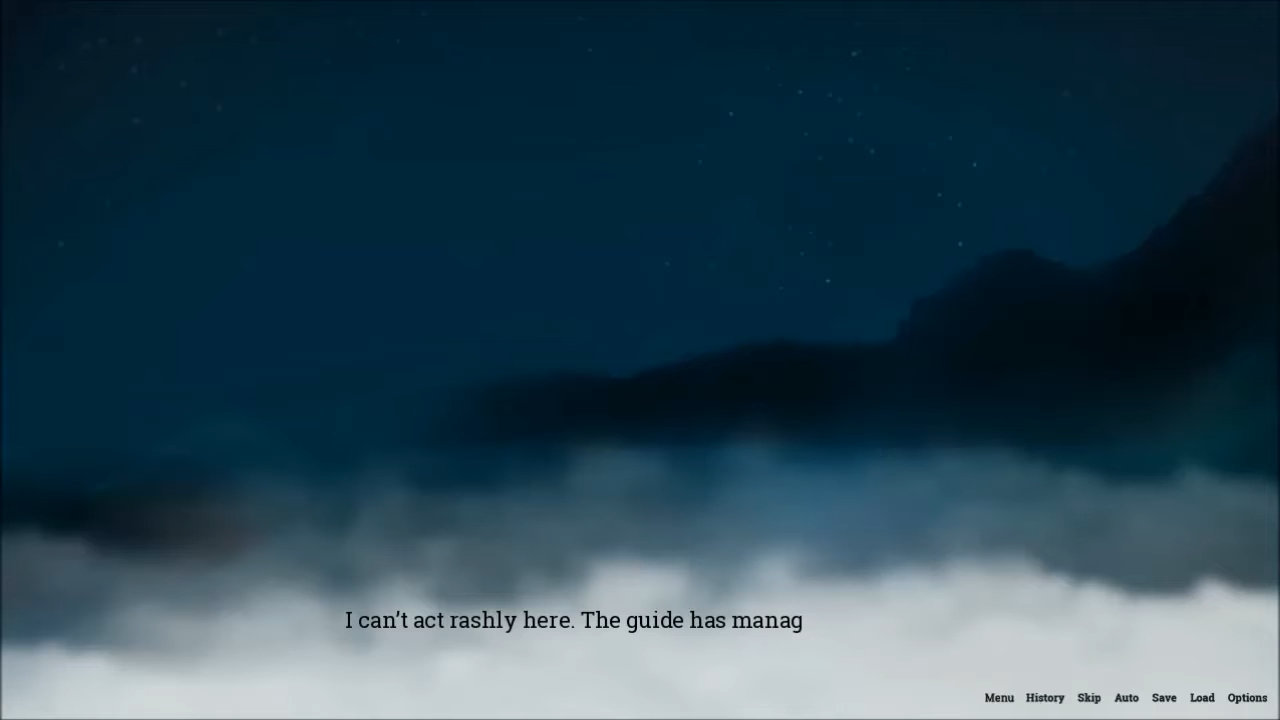 I can’t act rashly here. The guide has manag
Menu History Skip Auto Save Load Options